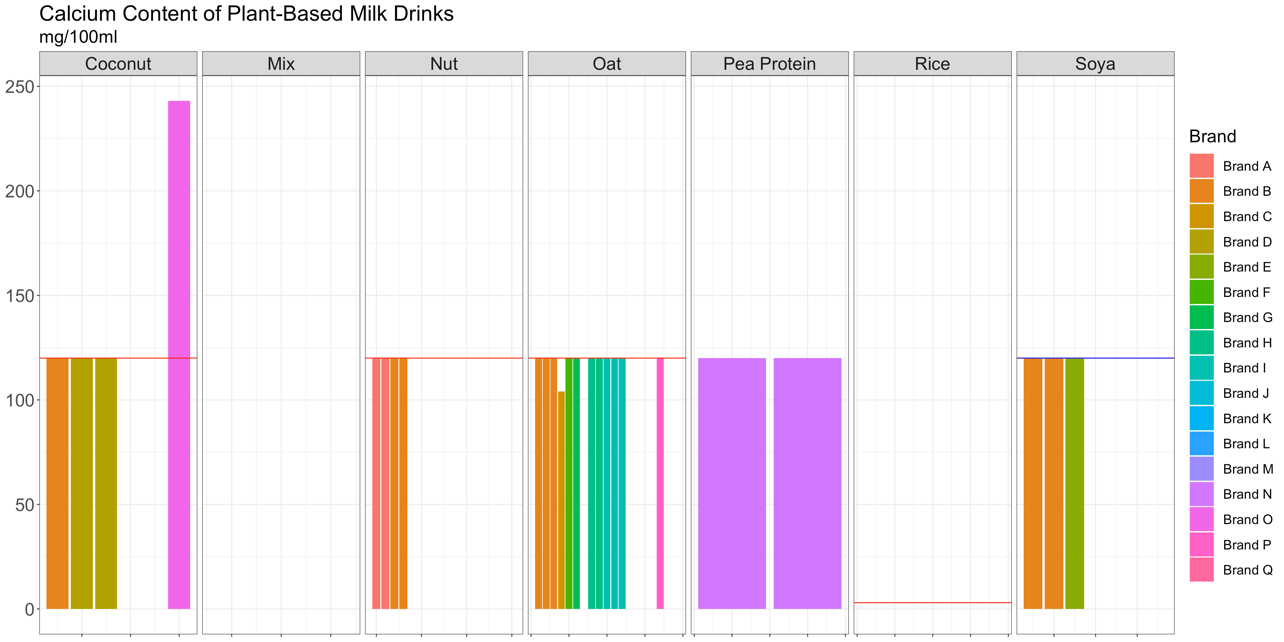 Calcium Content of Plant-Based Milk Drinks
mg/100ml
Coconut Mix Nut Oat Pea Protein Rice Soya
250
200
150
100
50
0
Brand
Brand A
Brand B
Brand C
Brand D
Brand E
Brand F
Brand G
Brand H
Brand I
Brand J
Brand K
Brand L
Brand M
Brand N
Brand O
Brand P
Brand Q